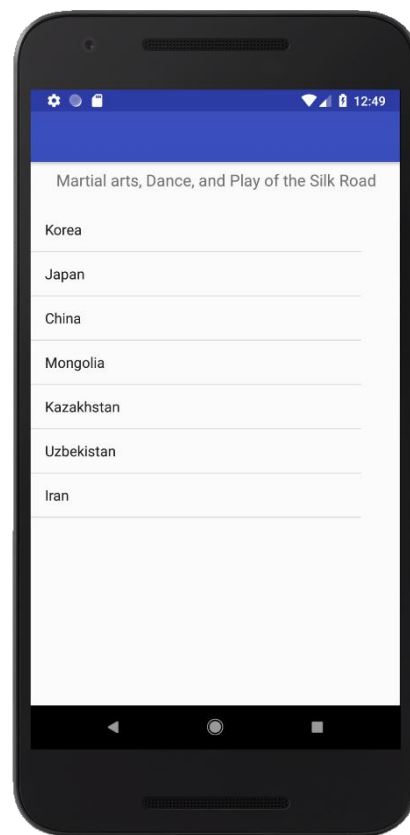 12:49
Martial arts, Dance, and Play of the Silk Road
Korea
Japan
China
Mongolia
Kazakhstan
Uzbekistan
Iran